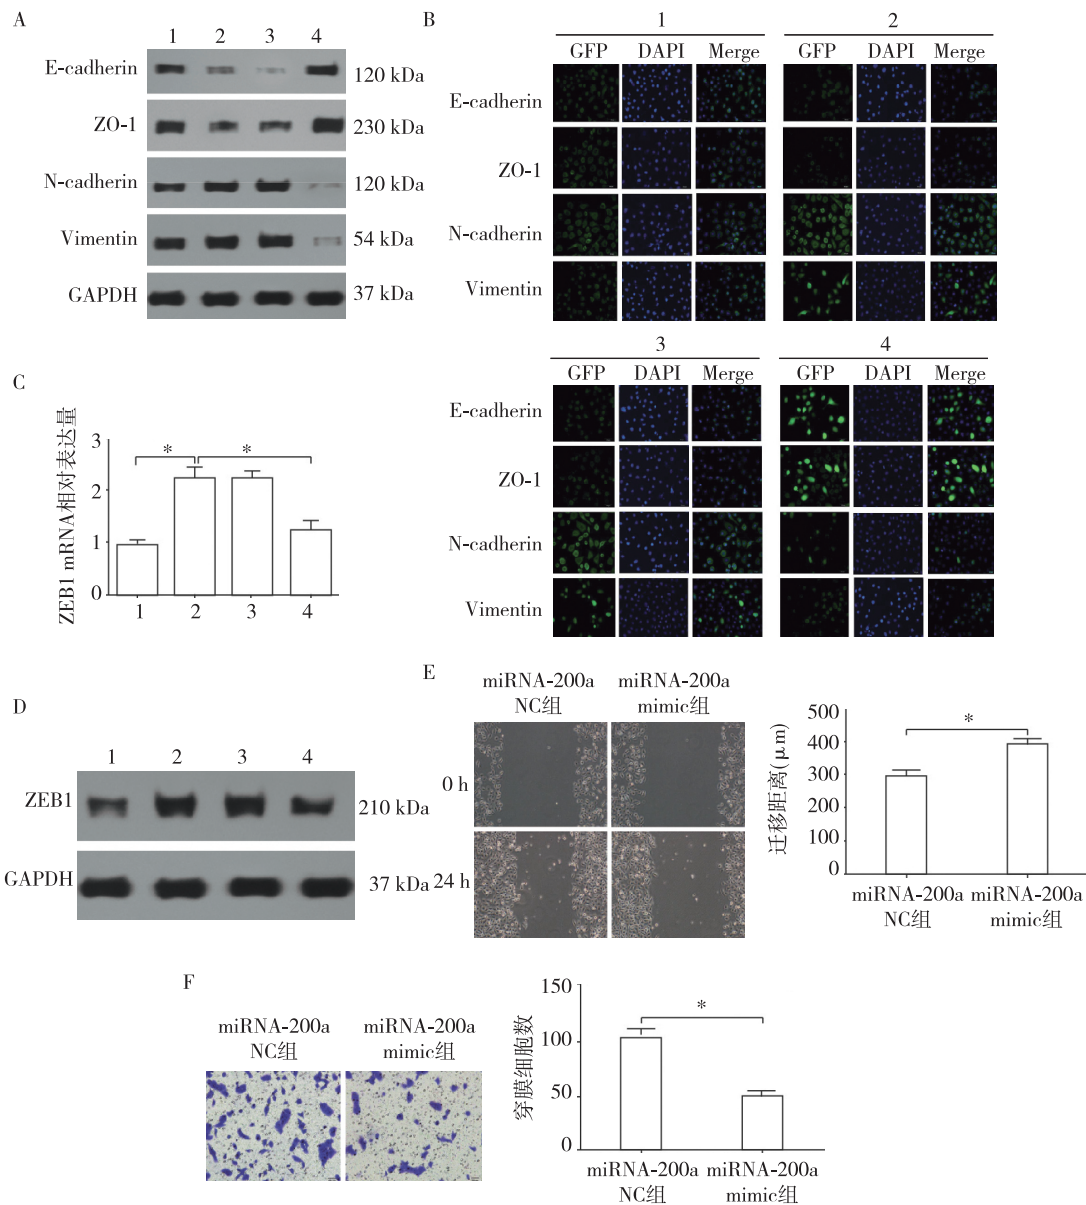 A
1 2 3 4
E-cadherin
120 kDa
ZO-1
230 kDa
N-cadherin
120 kDa
Vimentin
54 kDa
GAPDH
37 kDa
B
1
GFP DAPI Merge
2
GFP DAPI Merge
E-cadherin
ZO-1
N-cadherin
Vimentin
3
GFP DAPI Merge
4
GFP DAPI Merge
E-cadherin
ZO-1
N-cadherin
Vimentin
C
ZEB1 mRNA相对表达量
3
2
1
0
* *
1 2 3 4
D
1 2 3 4
ZEB1
210 kDa
GAPDH
37 kDa
E
miRNA-200a
NC组
miRNA-200a
mimic组
0 h
24 h
迁移距离(μm)
500
400
300
200
100
0
*
miRNA-200a
NC组
miRNA-200a
mimic组
F
miRNA-200a
NC组
miRNA-200a
mimic组
穿膜细胞数
150
100
50
0
*
miRNA-200a
NC组
miRNA-200a
mimic组